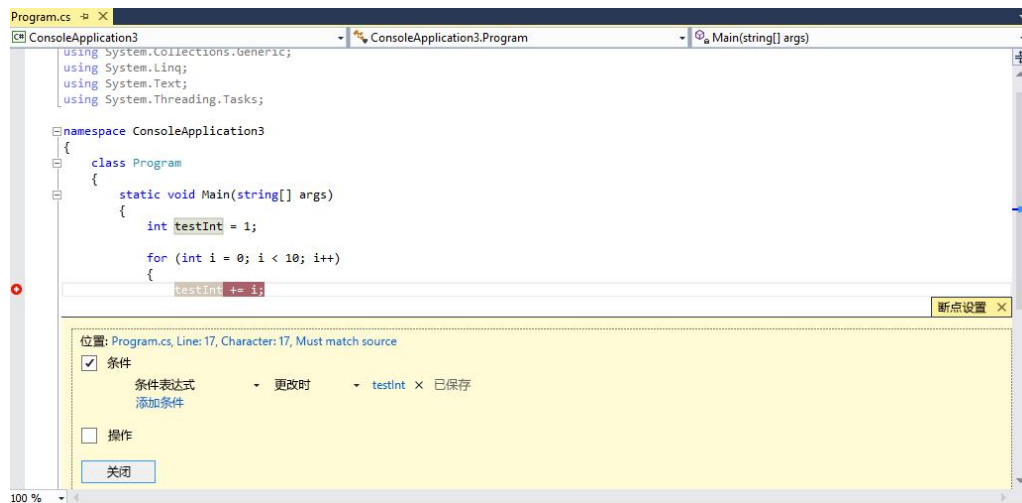 Program.cs
ConsoleApplication3 ConsoleApplication3.Program Main(string[] args)
using System.Collections.Generic;
using System.Linq;
using System.Text;
using System.Threading.Tasks;
namespace ConsoleApplication3
{
class Program
{
static void Main(string[] args)
{
int testInt = 1;
for (int i = 0; i < 10; i++)
{
testInt += i;
断点设置
位置: Program.cs, Line: 17, Character: 17, Must match source
条件
条件表达式 更改时 testInt × 已保存
添加条件
操作
关闭
100 %